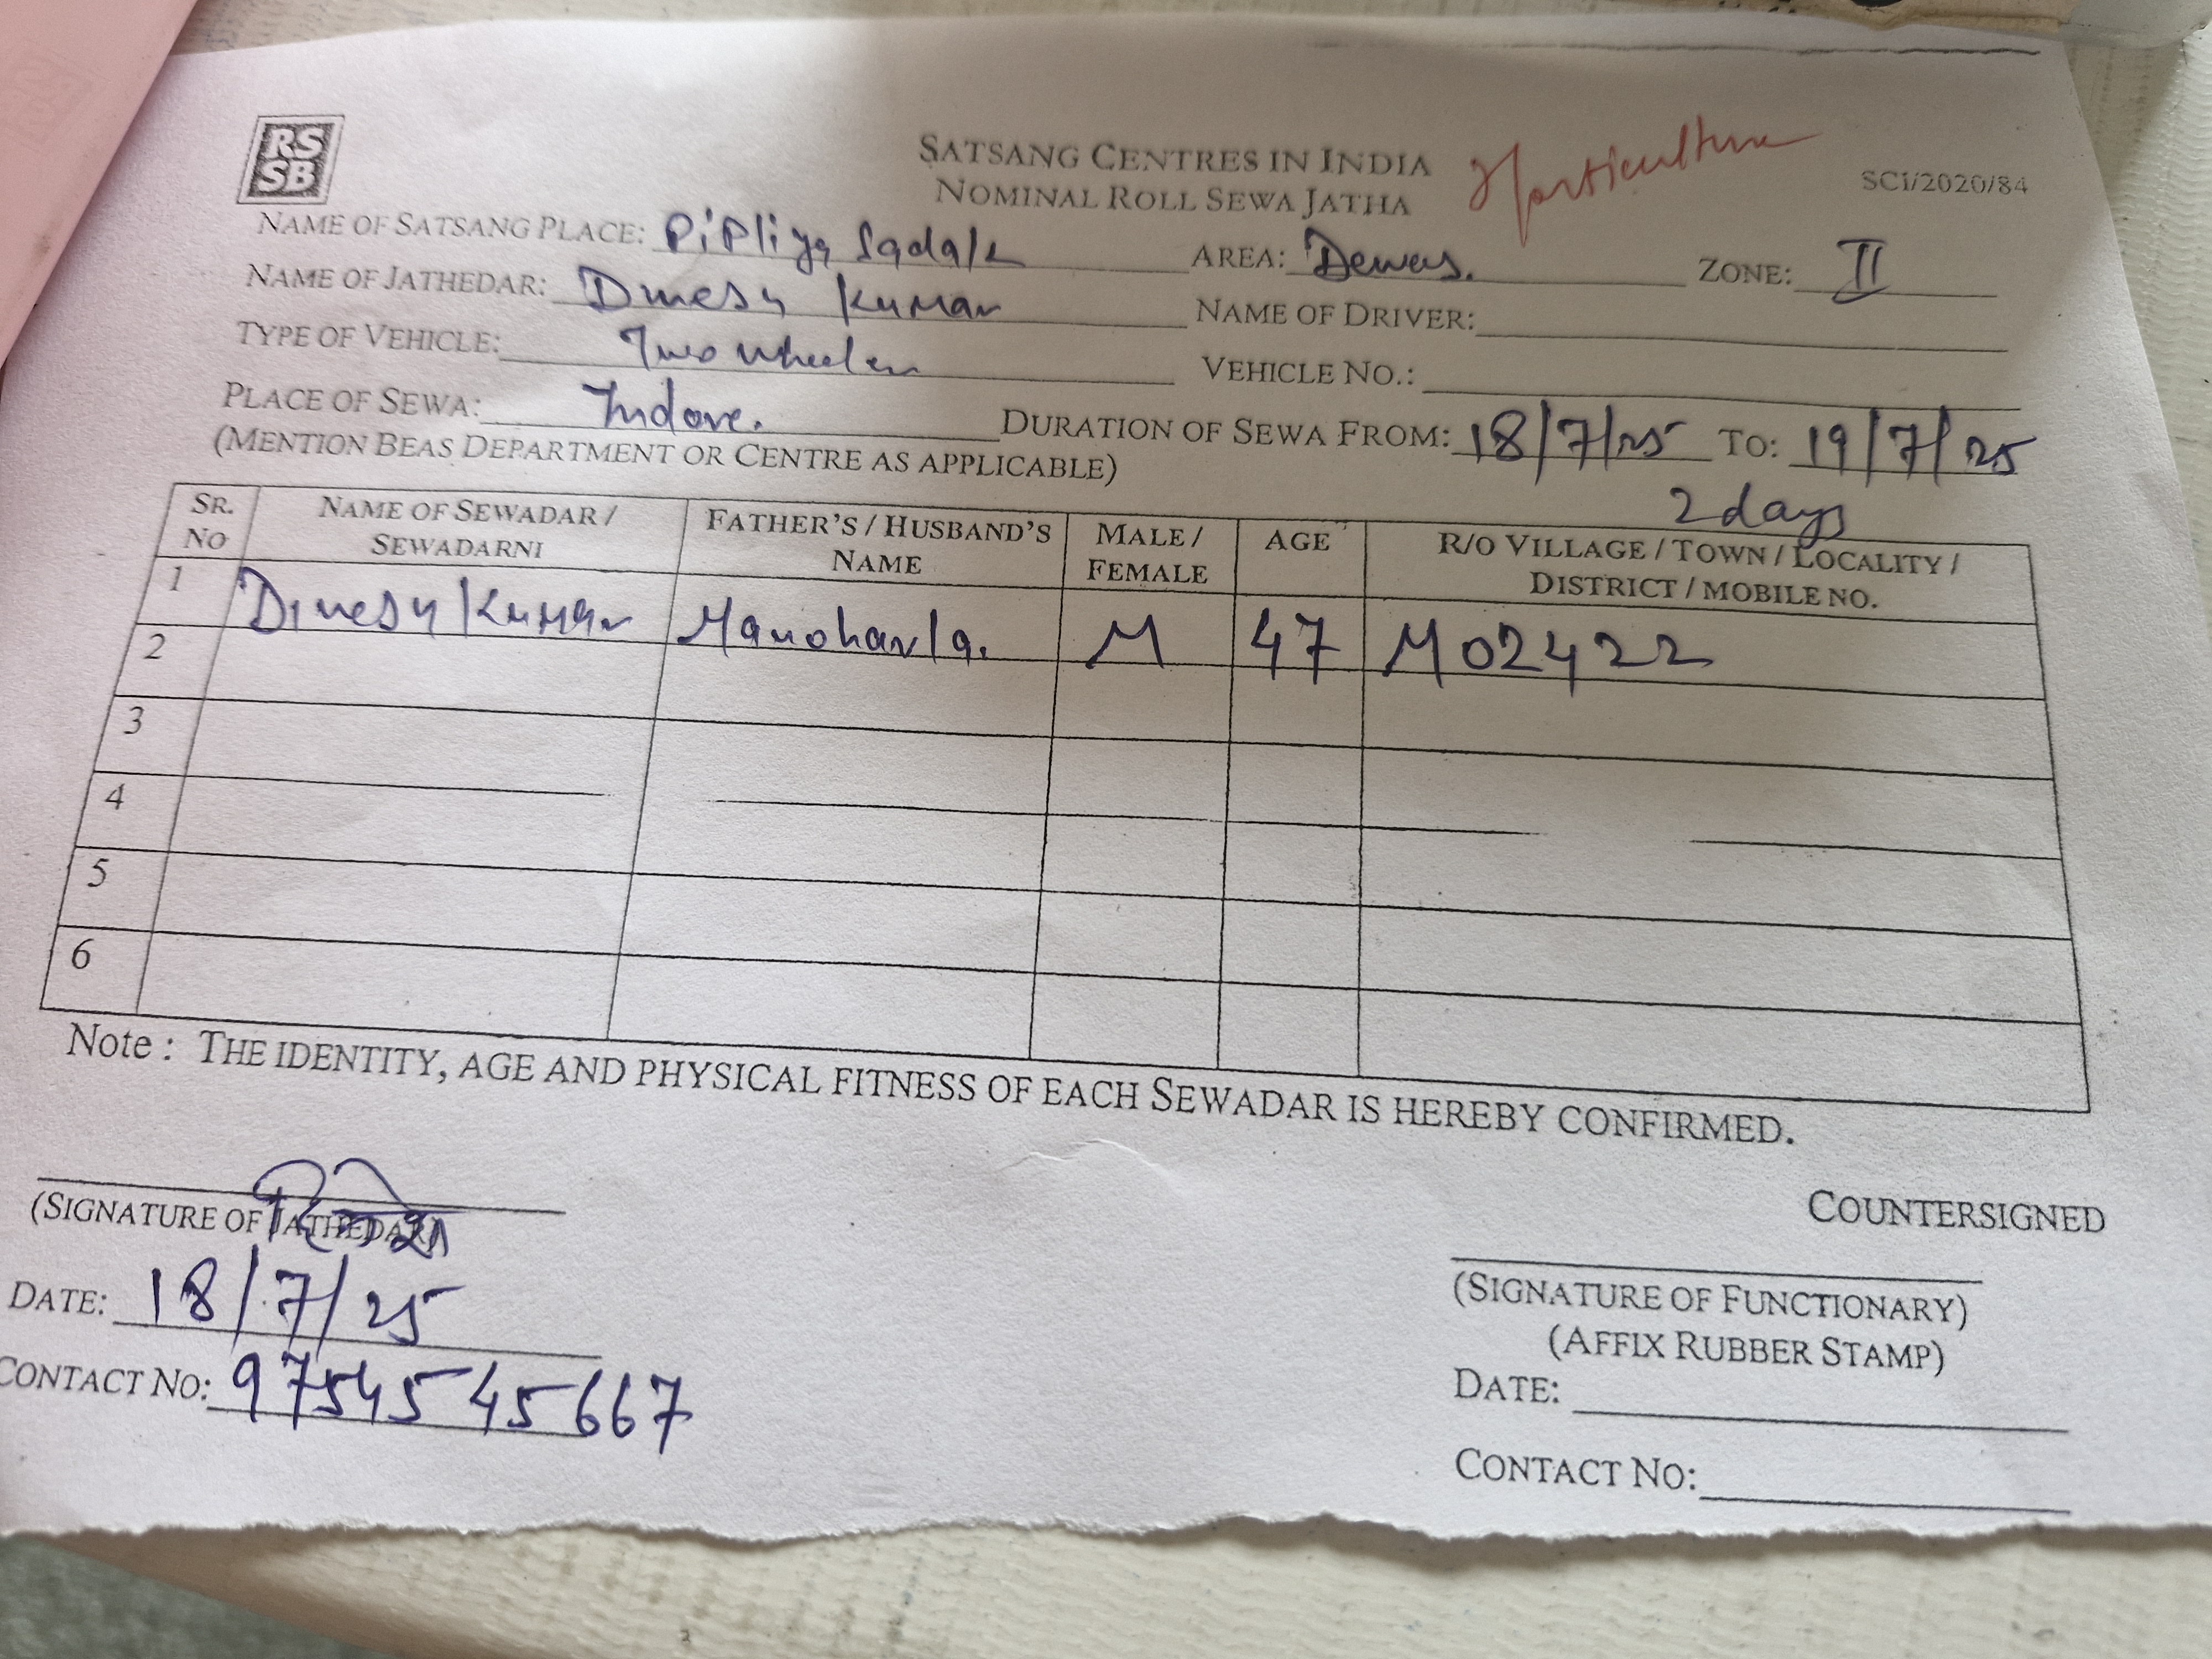 RS
SB
SATSANG CENTRES IN INDIA
NOMINAL ROLL SEWA JATHA
Horticulture
SCI/2020/84
NAME OF SATSANG PLACE: Pipliya Sadak AREA: Dewas. ZONE: II
NAME OF JATHEDAR: Dinesh Kumar NAME OF DRIVER:
TYPE OF VEHICLE: Two wheeler VEHICLE NO.:
PLACE OF SEWA: Indore. DURATION OF SEWA FROM: 18/7/25 TO: 19/7/25
(MENTION BEAS DEPARTMENT OR CENTRE AS APPLICABLE)
2 days
SR. NO NAME OF SEWADAR / SEWADARNI FATHER'S / HUSBAND'S NAME MALE / FEMALE AGE R/O VILLAGE / TOWN / LOCALITY / DISTRICT / MOBILE NO.
1 Dinesh Kumar Manoharla. M 47 M02422
2
3
4
5
6
Note : THE IDENTITY, AGE AND PHYSICAL FITNESS OF EACH SEWADAR IS HEREBY CONFIRMED.
दिनेश
(SIGNATURE OF JATHEDAR)
DATE: 18/7/25
CONTACT NO: 9754545667
COUNTERSIGNED
(SIGNATURE OF FUNCTIONARY)
(AFFIX RUBBER STAMP)
DATE:
CONTACT NO: